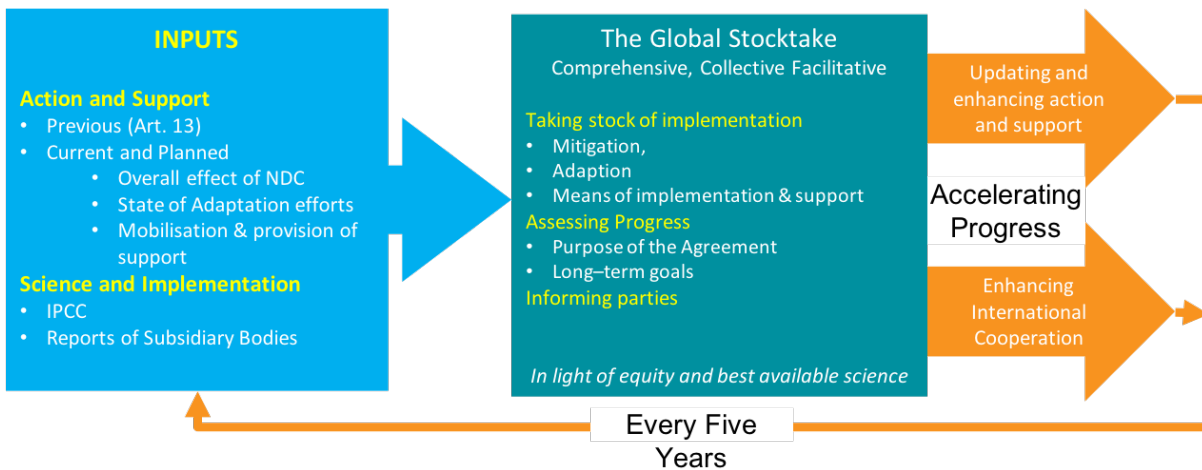 INPUTS
Action and Support
• Previous (Art. 13)
• Current and Planned
• Overall effect of NDC
• State of Adaptation efforts
• Mobilisation & provision of
support
Science and Implementation
• IPCC
• Reports of Subsidiary Bodies
The Global Stocktake
Comprehensive, Collective Facilitative
Taking stock of implementation
• Mitigation,
• Adaption
• Means of implementation & support
Assessing Progress
• Purpose of the Agreement
• Long–term goals
Informing parties
In light of equity and best available science
Updating and
enhancing action
and support
Accelerating
Progress
Enhancing
International
Cooperation
Every Five
Years